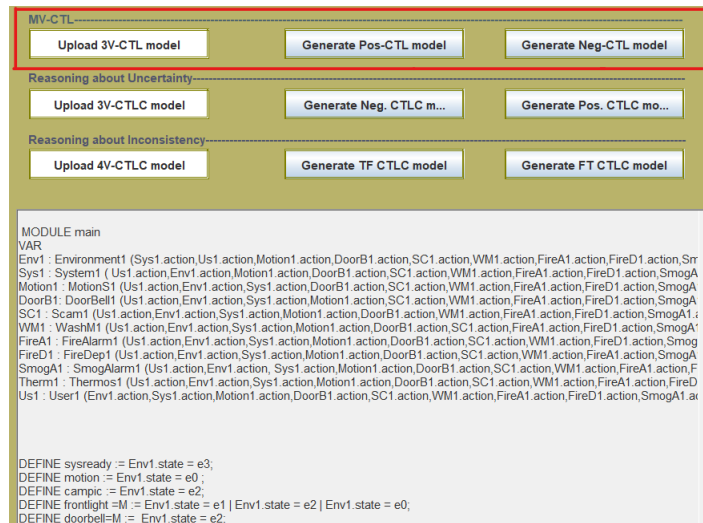 MV-CTL
Upload 3V-CTL model
Generate Pos-CTL model
Generate Neg-CTL model
Reasoning about Uncertainty
Upload 3V-CTLC model
Generate Neg. CTLC m...
Generate Pos. CTLC mo...
Reasoning about Inconsistency
Upload 4V-CTLC model
Generate TF CTLC model
Generate FT CTLC model
MODULE main
VAR
Env1 : Environment1 (Sys1.action,Us1.action,Motion1.action,DoorB1.action,SC1.action,WM1.action,FireA1.action,FireD1.action,Sm
Sys1 : System1 ( Us1.action,Env1.action,Motion1.action,DoorB1.action,SC1.action,WM1.action,FireA1.action,FireD1.action,SmogA
Motion1 : MotionS1 (Us1.action,Env1.action,Sys1.action,DoorB1.action,SC1.action,WM1.action,FireA1.action,FireD1.action,SmogA
DoorB1: DoorBell1 (Us1.action,Env1.action,Sys1.action,Motion1.action,SC1.action,WM1.action,FireA1.action,FireD1.action,SmogA
SC1 : Scam1 (Us1.action,Env1.action,Sys1.action,Motion1.action,DoorB1.action,WM1.action,FireA1.action,FireD1.action,SmogA1.a
WM1 : WashM1 (Us1.action,Env1.action,Sys1.action,Motion1.action,DoorB1.action,SC1.action,FireA1.action,FireD1.action,SmogA1
FireA1 : FireAlarm1 (Us1.action,Env1.action,Sys1.action,Motion1.action,DoorB1.action,SC1.action,WM1.action,FireD1.action,Smog
FireD1 : FireDep1 (Us1.action,Env1.action,Sys1.action,Motion1.action,DoorB1.action,SC1.action,WM1.action,FireA1.action,SmogA
SmogA1 : SmogAlarm1 (Us1.action,Env1.action, Sys1.action,Motion1.action,DoorB1.action,SC1.action,WM1.action,FireA1.action,F
Therm1 : Thermos1 (Us1.action,Env1.action,Sys1.action,Motion1.action,DoorB1.action,SC1.action,WM1.action,FireA1.action,FireD
Us1 : User1 (Env1.action,Sys1.action,Motion1.action,DoorB1.action,SC1.action,WM1.action,FireA1.action,FireD1.action,SmogA1.ac
DEFINE sysready := Env1.state = e3;
DEFINE motion := Env1.state = e0 ;
DEFINE campic := Env1.state = e2;
DEFINE frontlight =M := Env1.state = e1 | Env1.state = e2 | Env1.state = e0;
DEFINE doorbell=M := Env1.state = e2;